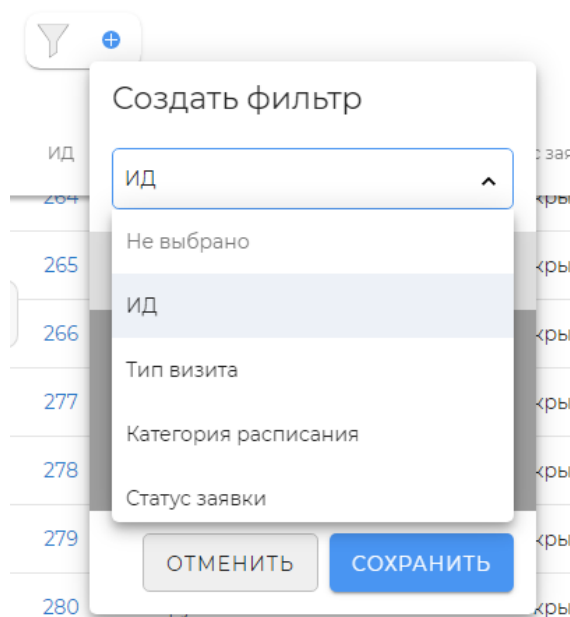 Создать фильтр
ИД
ИД
264
Не выбрано
265
ИД
266
Тип визита
277
Категория расписания
278
Статус заявки
279
ОТМЕНИТЬ
СОХРАНИТЬ
280